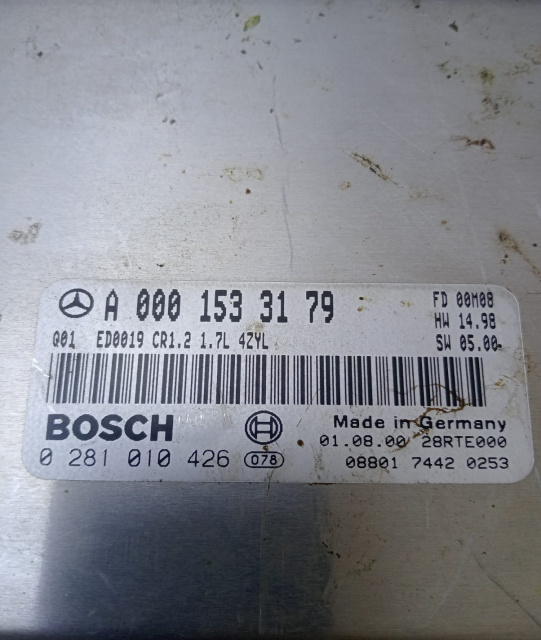 A 000 153 31 79
FD 00M08
HW 14.98
Q01 ED0019 CR1.2 1.7L 4ZYL
SW 05.00
BOSCH
Made in Germany
01.08.00 28RTE000
0 281 010 426 078
08801 7442 0253